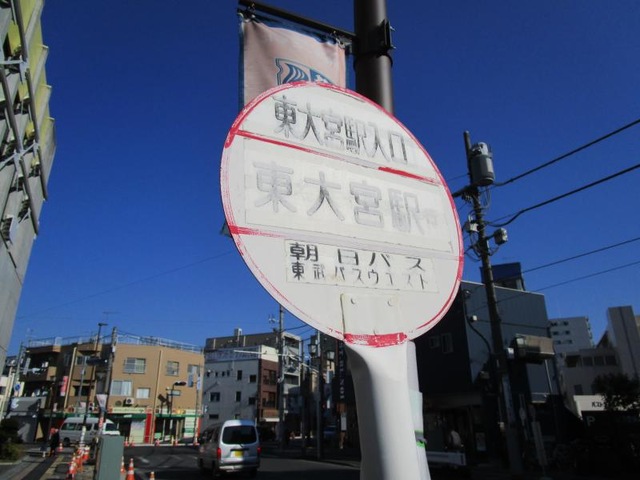 東大宮駅入口
東大宮駅
朝日バス
東武バスウエスト